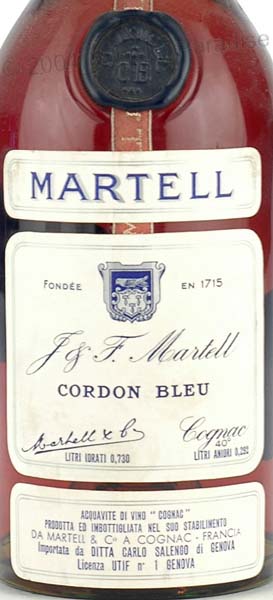 MARTELL
FONDÉE EN 1715
J & F. Martell
CORDON BLEU
Martell & Co Cognac
40°
LITRI IDRATI 0,730 LITRI ANIDRI 0,292
ACQUAVITE DI VINO "COGNAC"
PRODOTTA ED IMBOTTIGLIATA NEL SUO STABILIMENTO
DA MARTELL & Co A COGNAC - FRANCIA
Importata da DITTA CARLO SALENGO di GENOVA
Licenza UTIF n° 1 GENOVA